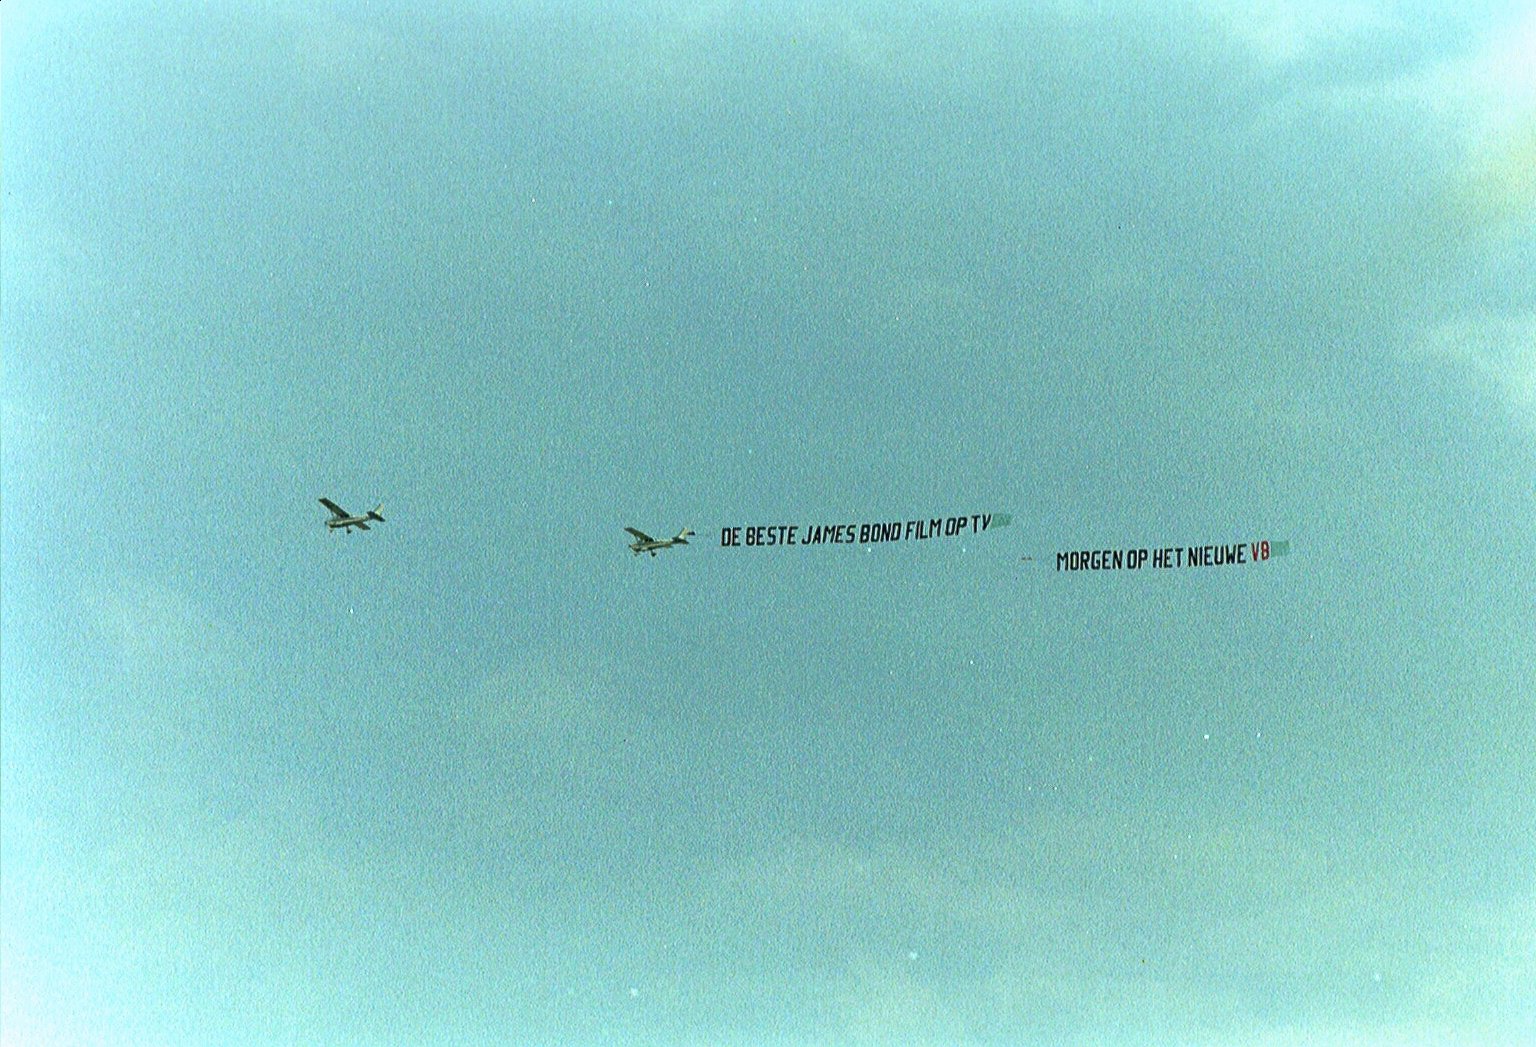 DE BESTE JAMES BOND FILM OP TV
MORGEN OP HET NIEUWE V8